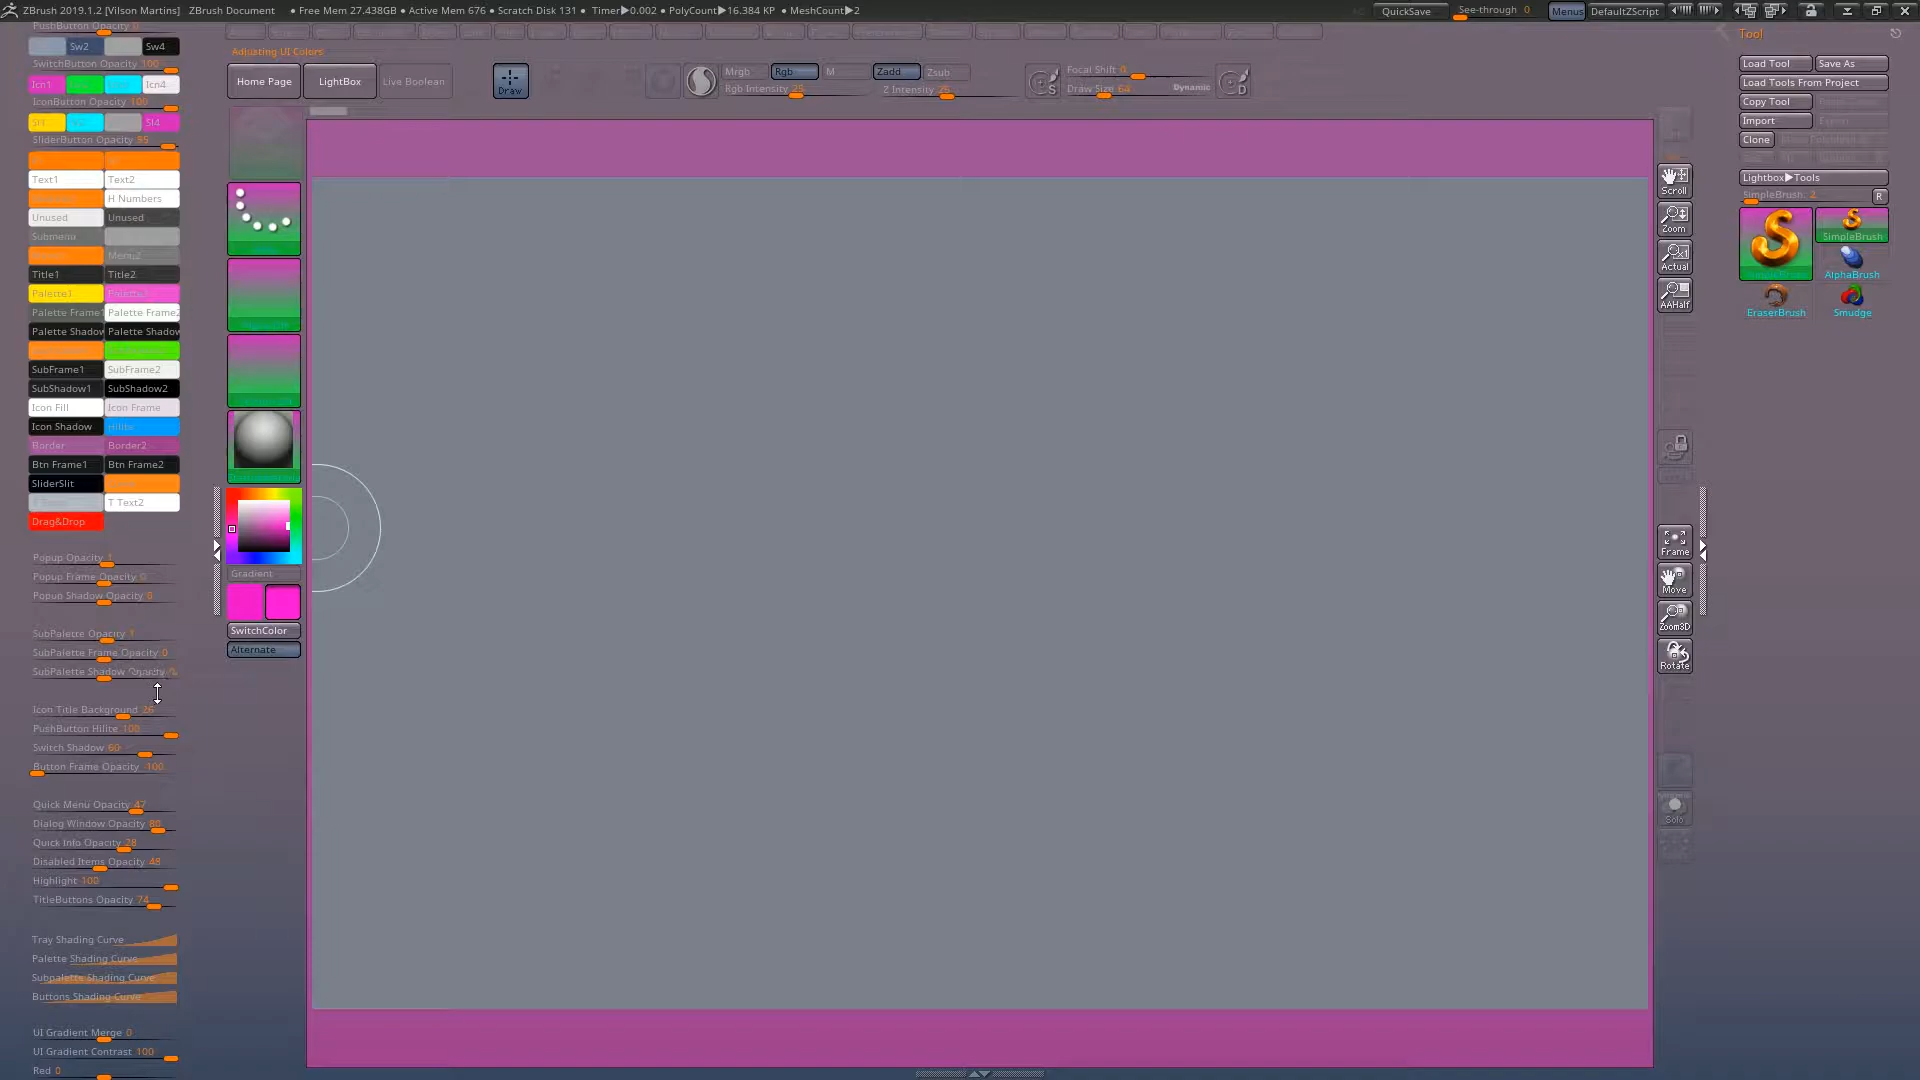 ZBrush 2019.1.2 [Vilson Martins] ZBrush Document • Free Mem 27.438GB • Active Mem 676 • Scratch Disk 131 • Timer▶0.002 • PolyCount▶16.384 KP • MeshCount▶2
QuickSave See-through 0 Menus DefaultZScript
Adjusting UI Colors
Home Page LightBox Live Boolean Draw
Mrgb Rgb M Zadd Zsub
Rgb Intensity 25 Z Intensity 25
Focal Shift 0
Draw Size 64 Dynamic
PushButton Opacity 0
Sw2 Sw4
SwitchButton Opacity 100
Icn1 Icn4
IconButton Opacity 100
Sl4
SliderButton Opacity 95
Text1 Text2
H Numbers
Unused Unused
Submenu
Menu2
Title1 Title2
Palette1
Palette Frame1 Palette Frame2
Palette Shadow Palette Shadow
SubFrame1 SubFrame2
SubShadow1 SubShadow2
Icon Fill Icon Frame
Icon Shadow Hilite
Border Border2
Btn Frame1 Btn Frame2
SliderSlit
T Text2
Drag&Drop
Popup Opacity 1
Popup Frame Opacity 0
Popup Shadow Opacity 0
SubPalette Opacity 1
SubPalette Frame Opacity 0
SubPalette Shadow Opacity
Icon Title Background 26
PushButton Hilite 100
Switch Shadow 60
Button Frame Opacity -100
Quick Menu Opacity 47
Dialog Window Opacity 80
Quick Info Opacity 28
Disabled Items Opacity 48
Highlight 100
TitleButtons Opacity 74
Tray Shading Curve
Palette Shading Curve
Subpalette Shading Curve
Buttons Shading Curve
UI Gradient Merge 0
UI Gradient Contrast 100
Red 0
Gradient
SwitchColor
Alternate
Scroll
Zoom
Actual
AAHalf
Frame
Move
Zoom3D
Rotate
Solo
Tool
Load Tool Save As
Load Tools From Project
Copy Tool
Import
Clone
Lightbox▶Tools
SimpleBrush. 2 R
SimpleBrush
AlphaBrush
EraserBrush Smudge